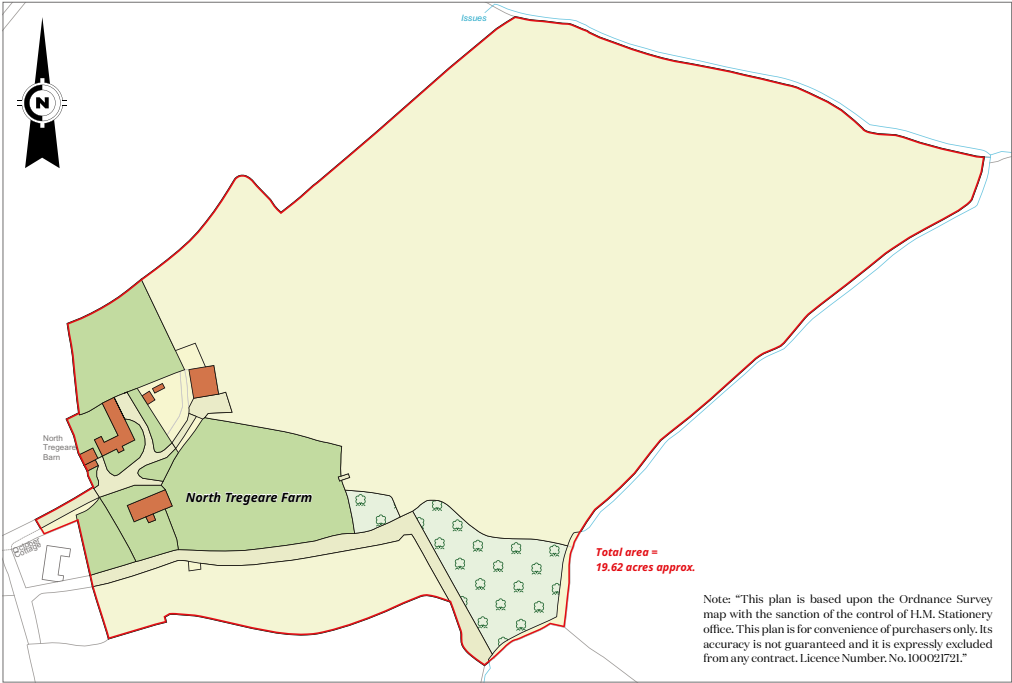 Issues
N
North
Tregeare
Barn
North Tregeare Farm
Cottage
Total area =
19.62 acres approx.
Note: “This plan is based upon the Ordnance Survey
map with the sanction of the control of H.M. Stationery
office. This plan is for convenience of purchasers only. Its
accuracy is not guaranteed and it is expressly excluded
from any contract. Licence Number. No. 100021721.”